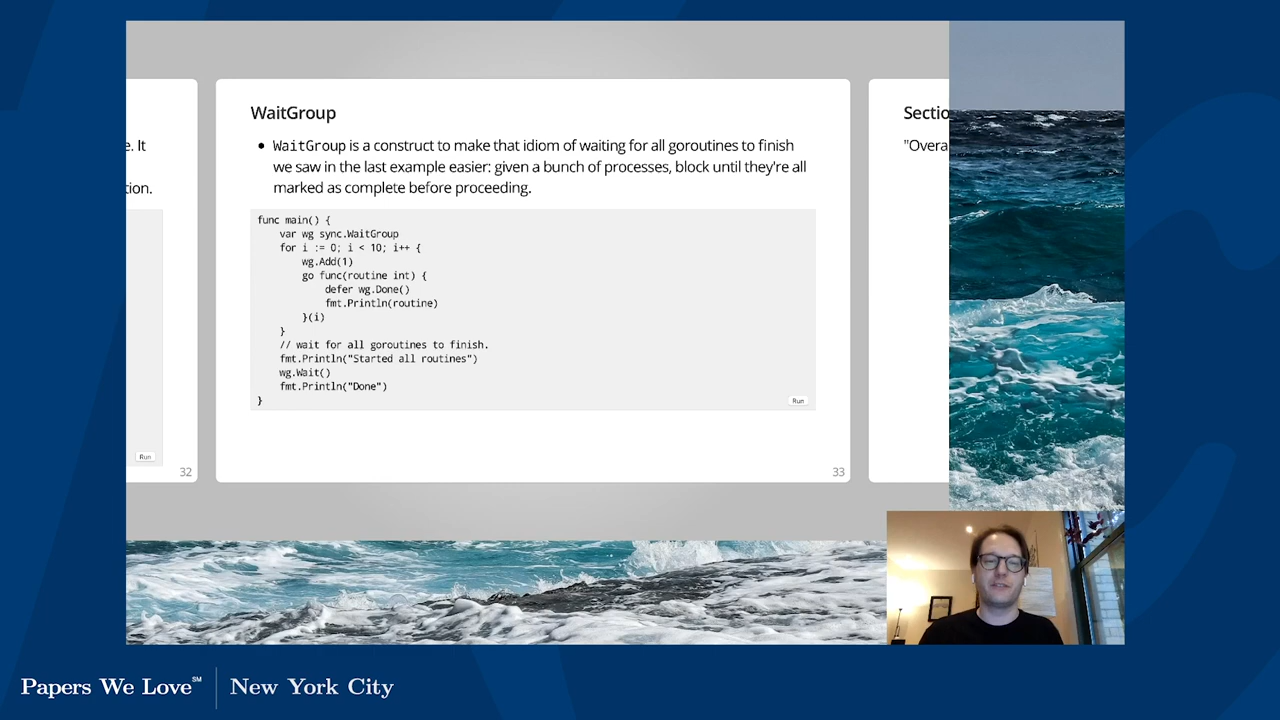 e. It
tion.
Run
32
WaitGroup
• WaitGroup is a construct to make that idiom of waiting for all goroutines to finish
we saw in the last example easier: given a bunch of processes, block until they're all
marked as complete before proceeding.
func main() {
    var wg sync.WaitGroup
    for i := 0; i < 10; i++ {
        wg.Add(1)
        go func(routine int) {
            defer wg.Done()
            fmt.Println(routine)
        }(i)
    }
    // wait for all goroutines to finish.
    fmt.Println("Started all routines")
    wg.Wait()
    fmt.Println("Done")
}
Run
33
Sectio
"Overa
Papers We Love℠ | New York City